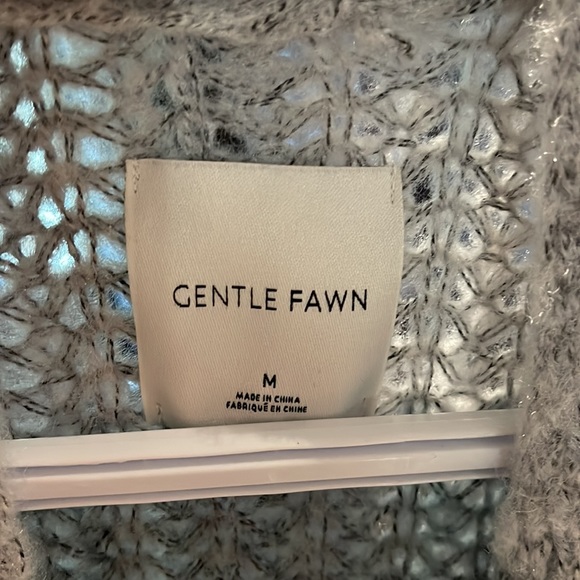 GENTLE FAWN
M
MADE IN CHINA
FABRIQUÉ EN CHINE